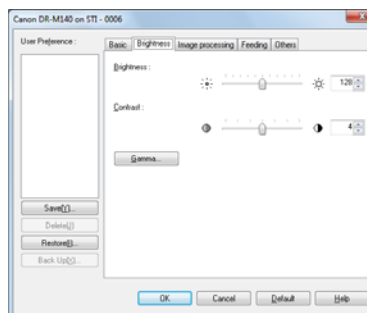 Canon DR-M140 on STI - 0006
User Preference :
Basic Brightness Image processing Feeding Others
Brightness :
128
Contrast :
4
Gamma...
Save(Y)...
Delete(J)
Restore(I)...
Back Up(X)...
OK Cancel Default Help